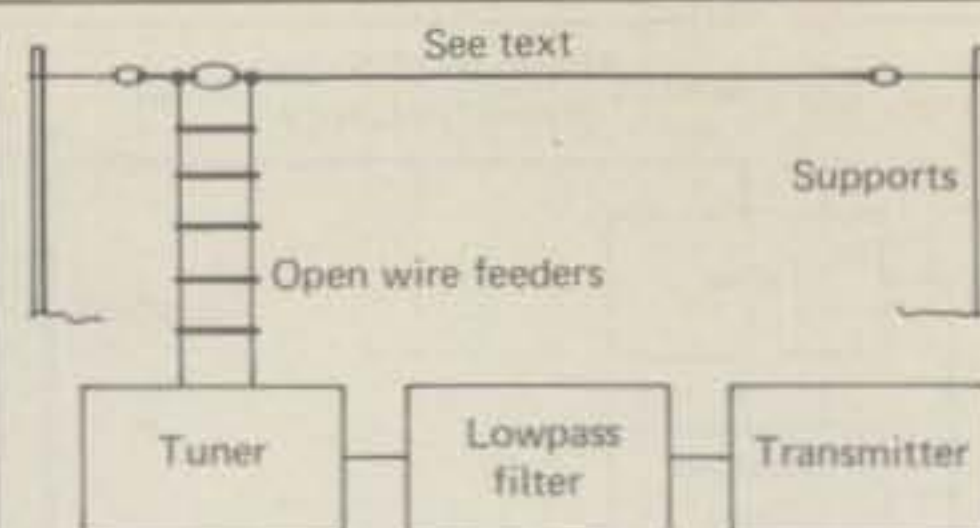 See text
Supports
Open wire feeders
Tuner
Lowpass
filter
Transmitter